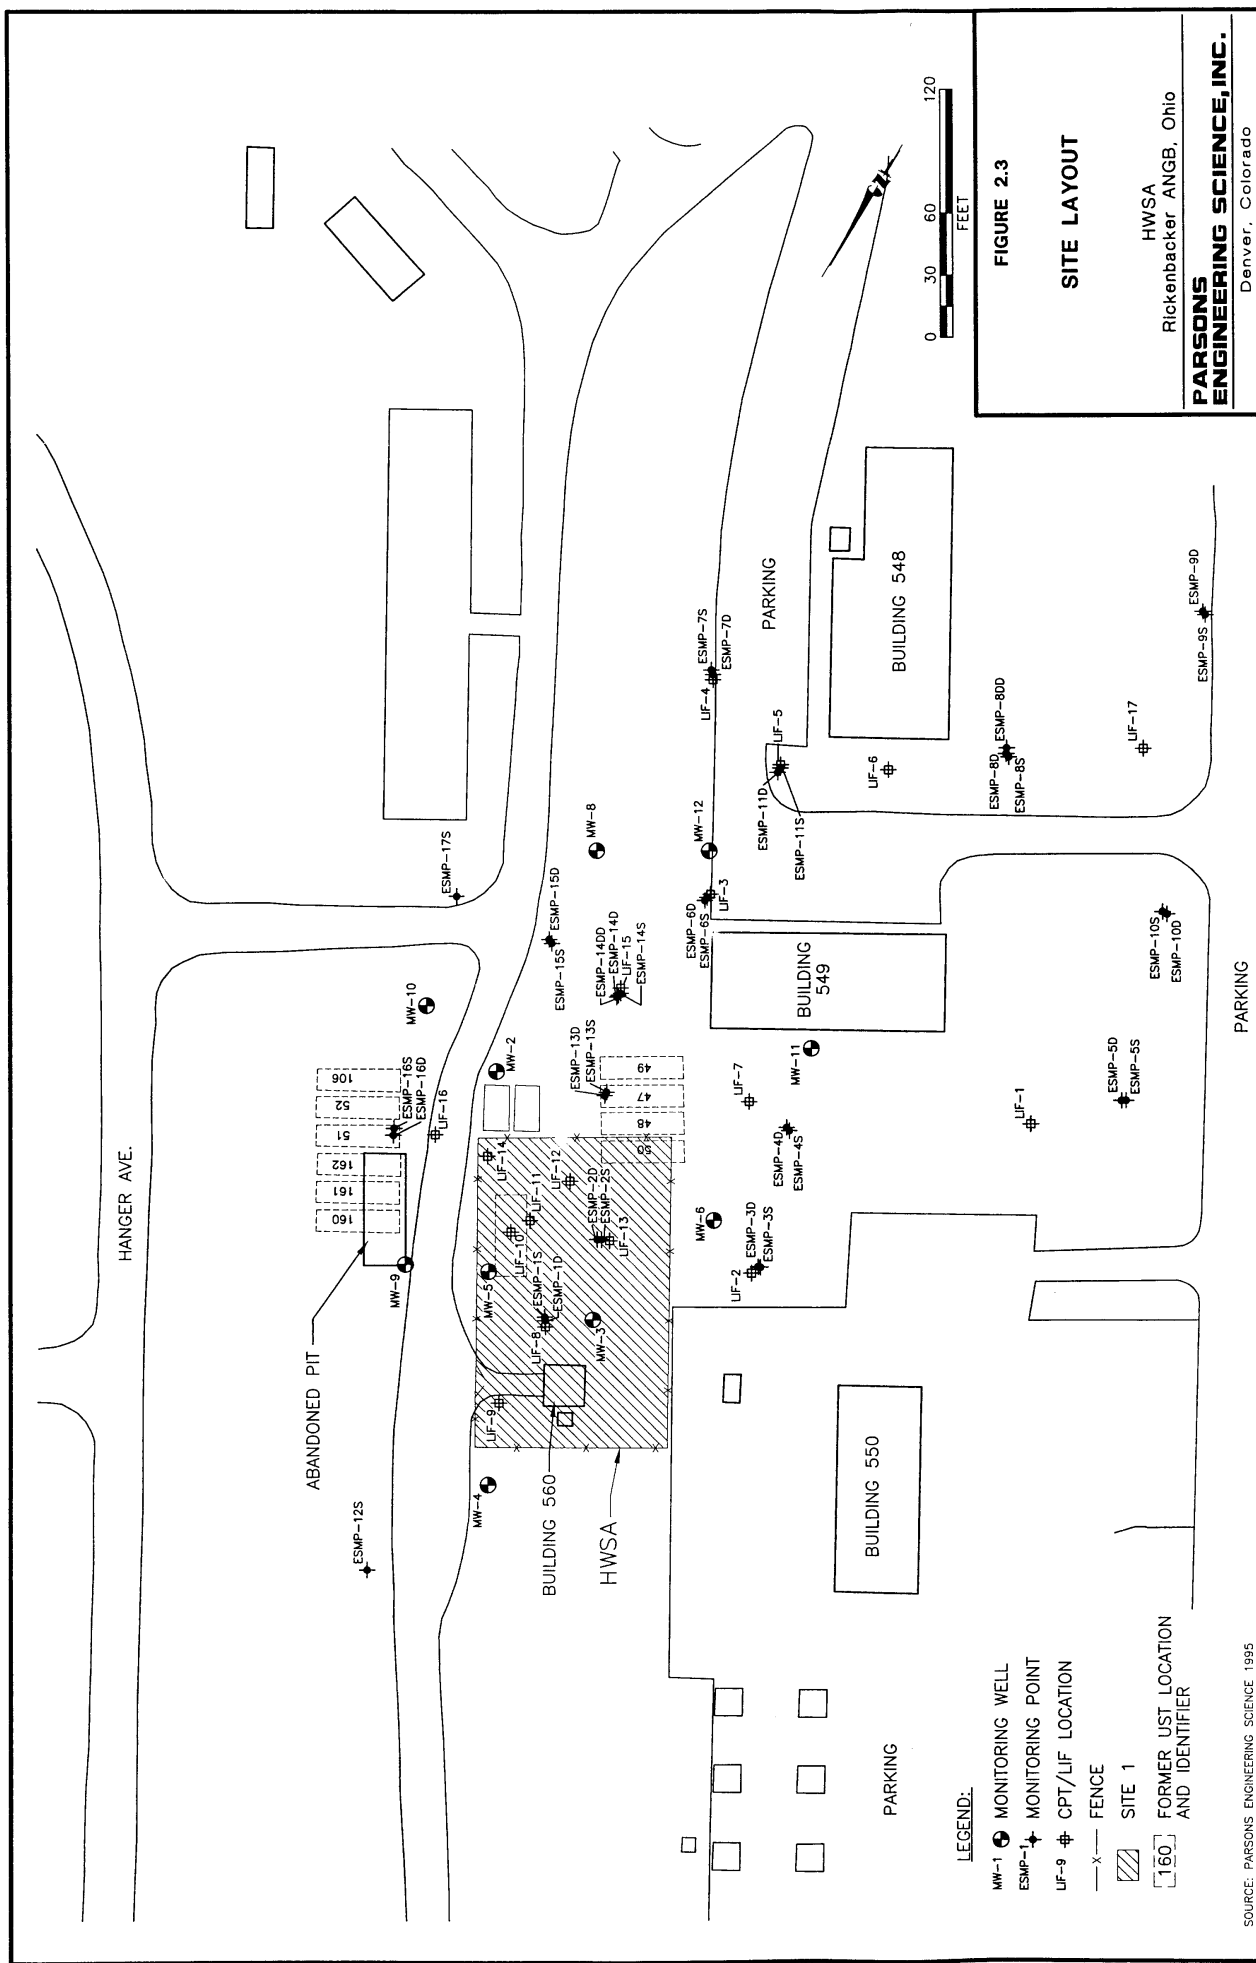 HANGER AVE.
ABANDONED PIT
160
161
162
51
52
106
ESMP-12S
MW-9
ESMP-16S
ESMP-16D
LIF-16
MW-10
ESMP-17S
MW-4
LIF-9
MW-5
LIF-10
LIF-11
LIF-14
MW-2
LIF-8
ESMP-1S
ESMP-1D
LIF-12
ESMP-2D
ESMP-2S
LIF-13
MW-3
BUILDING 560
HWSA
ESMP-13D
ESMP-13S
50
48
47
49
ESMP-15S
ESMP-15D
ESMP-14DD
ESMP-14D
LIF-15
ESMP-14S
MW-8
MW-6
LIF-2
ESMP-3D
ESMP-3S
LIF-7
ESMP-4D
ESMP-4S
MW-11
ESMP-6D
ESMP-6S
LIF-3
MW-12
LIF-4
ESMP-7S
ESMP-7D
PARKING
BUILDING
549
ESMP-11D
ESMP-11S
LIF-5
LIF-6
BUILDING 548
BUILDING 550
LIF-1
ESMP-5D
ESMP-5S
ESMP-10S
ESMP-10D
ESMP-8D
ESMP-8S
ESMP-8DD
LIF-17
ESMP-9S
ESMP-9D
PARKING
PARKING
0 30 60 120
FEET
LEGEND:
MW-1 MONITORING WELL
ESMP-1 MONITORING POINT
LIF-9 CPT/LIF LOCATION
x FENCE
SITE 1
160 FORMER UST LOCATION
AND IDENTIFIER
SOURCE: PARSONS ENGINEERING SCIENCE 1995
FIGURE 2.3
SITE LAYOUT
HWSA
Rickenbacker ANGB, Ohio
PARSONS
ENGINEERING SCIENCE, INC.
Denver, Colorado